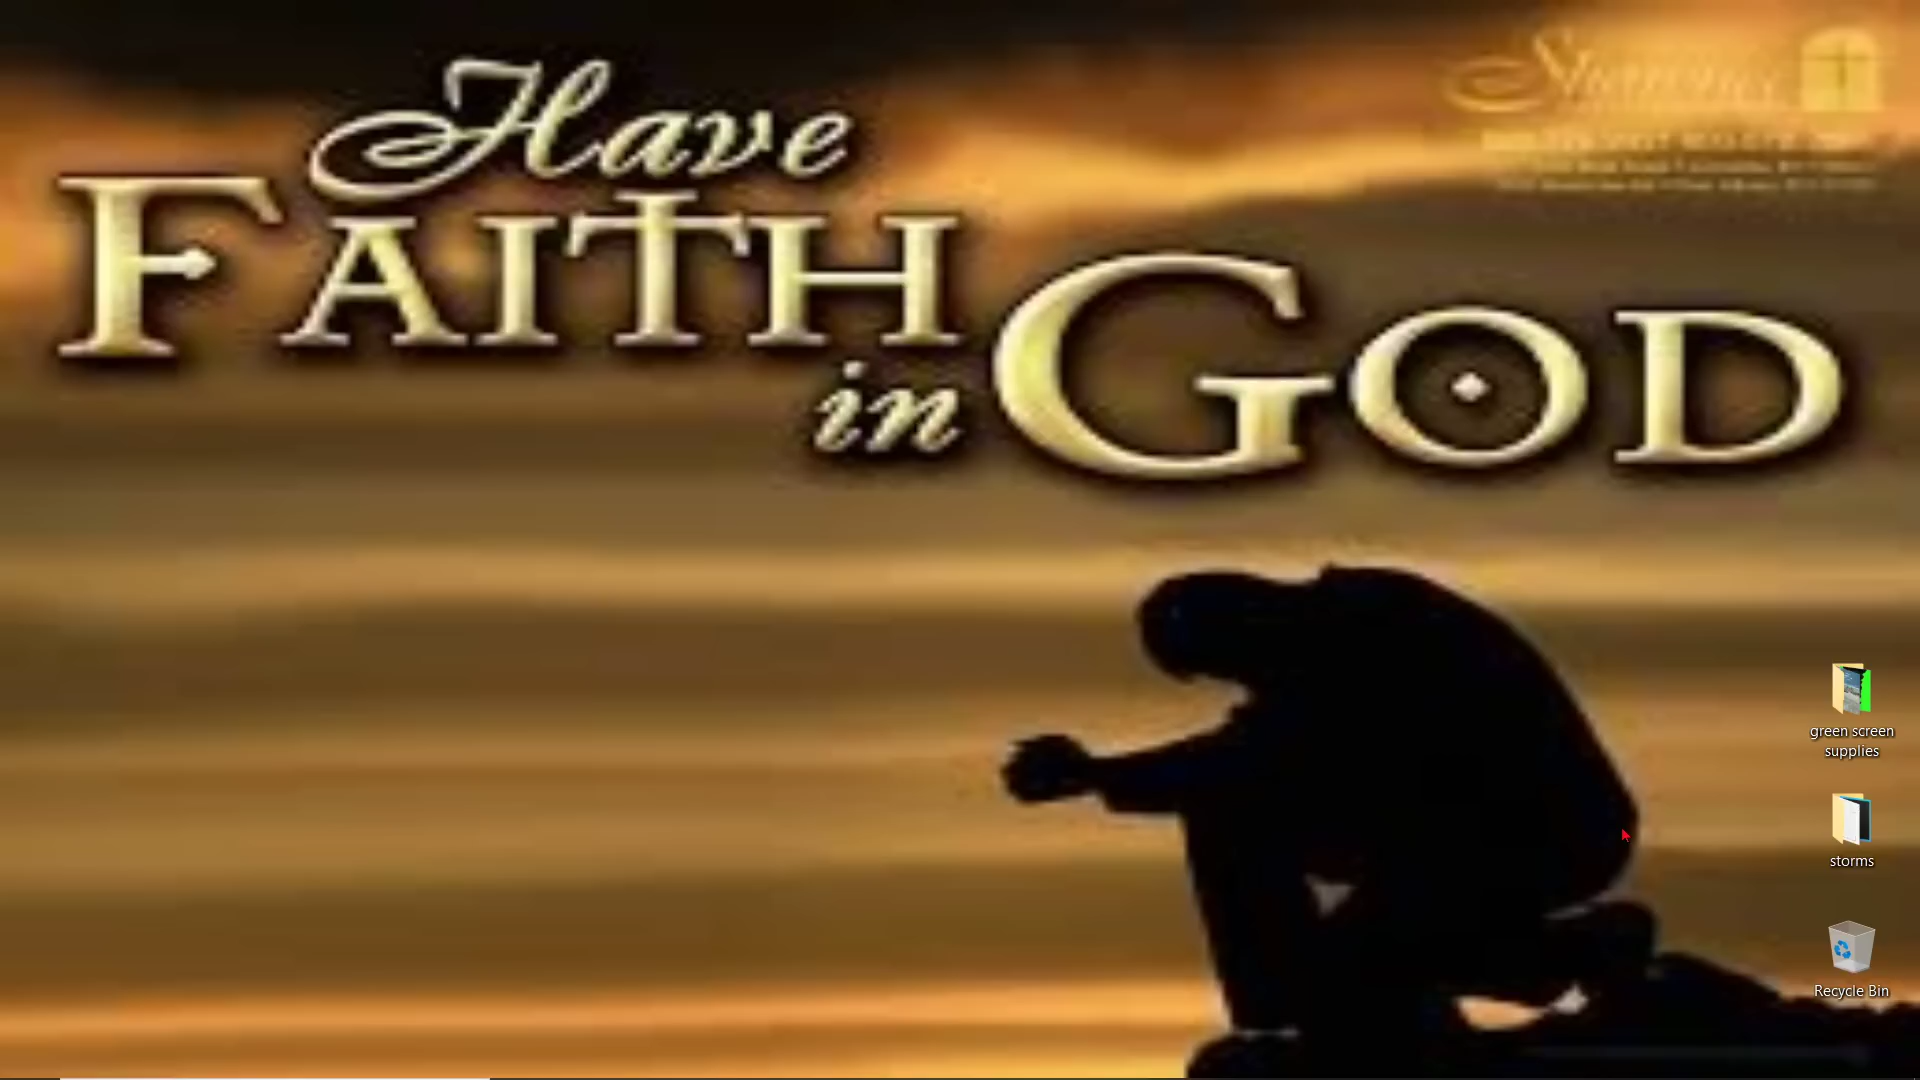 Have
FAITH
in GOD
green screen
supplies
storms
Recycle Bin